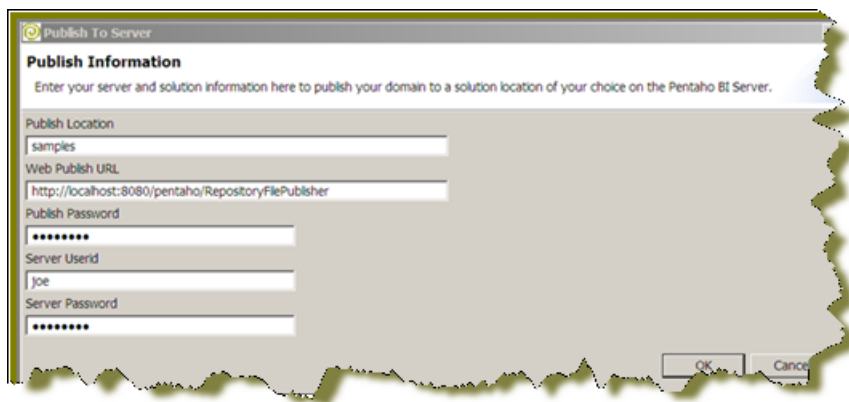 Publish To Server
Publish Information
Enter your server and solution information here to publish your domain to a solution location of your choice on the Pentaho BI Server.
Publish Location
samples
Web Publish URL
http://localhost:8080/pentaho/RepositoryFilePublisher
Publish Password
••••••••
Server Userid
joe
Server Password
••••••••
OK Cance